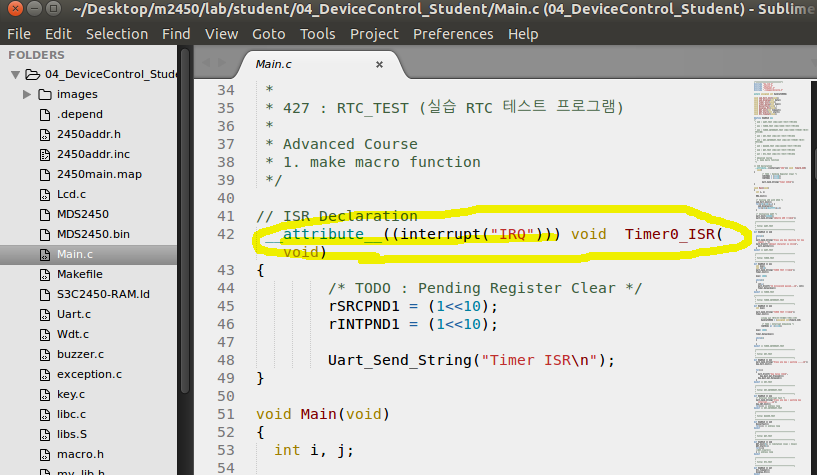 ~/Desktop/m2450/lab/student/04_DeviceControl_Student/Main.c (04_DeviceControl_Student) - Sublime
File Edit Selection Find View Goto Tools Project Preferences Help
FOLDERS
04_DeviceControl_Stude
images
.depend
2450addr.h
2450addr.inc
2450main.map
Lcd.c
MDS2450
MDS2450.bin
Main.c
Makefile
S3C2450-RAM.ld
Uart.c
Wdt.c
buzzer.c
exception.c
key.c
libc.c
libs.S
macro.h
my_lib.h
Main.c ×
34 *
35 * 427 : RTC_TEST (실습 RTC 테스트 프로그램)
36 *
37 * Advanced Course
38 * 1. make macro function
39 */
40
41 // ISR Declaration
42 __attribute__((interrupt("IRQ"))) void Timer0_ISR(
void)
43 {
44 /* TODO : Pending Register Clear */
45 rSRCPND1 = (1<<10);
46 rINTPND1 = (1<<10);
47
48 Uart_Send_String("Timer ISR\n");
49 }
50
51 void Main(void)
52 {
53 int i, j;
54